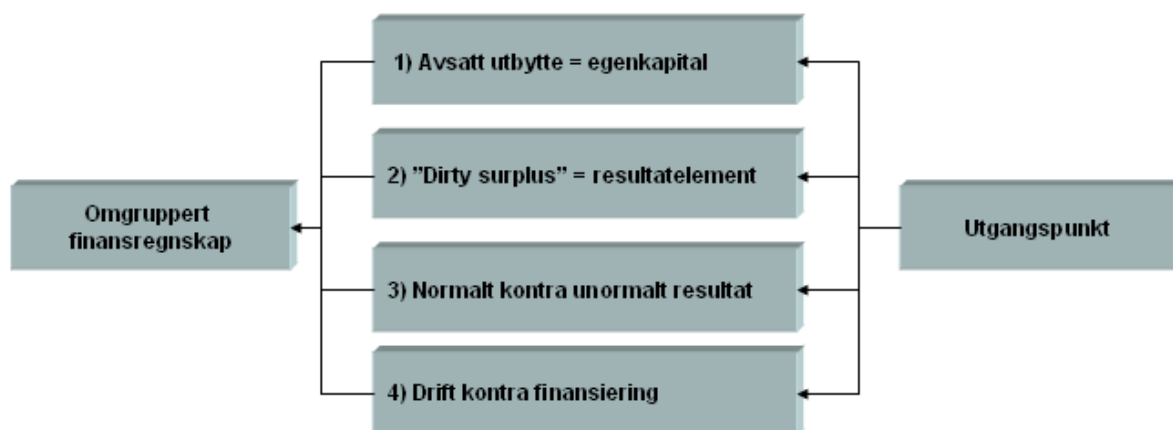 1) Avsatt utbytte = egenkapital
2) ”Dirty surplus” = resultatelement
Omgruppert
finansregnskap
Utgangspunkt
3) Normalt kontra unormalt resultat
4) Drift kontra finansiering